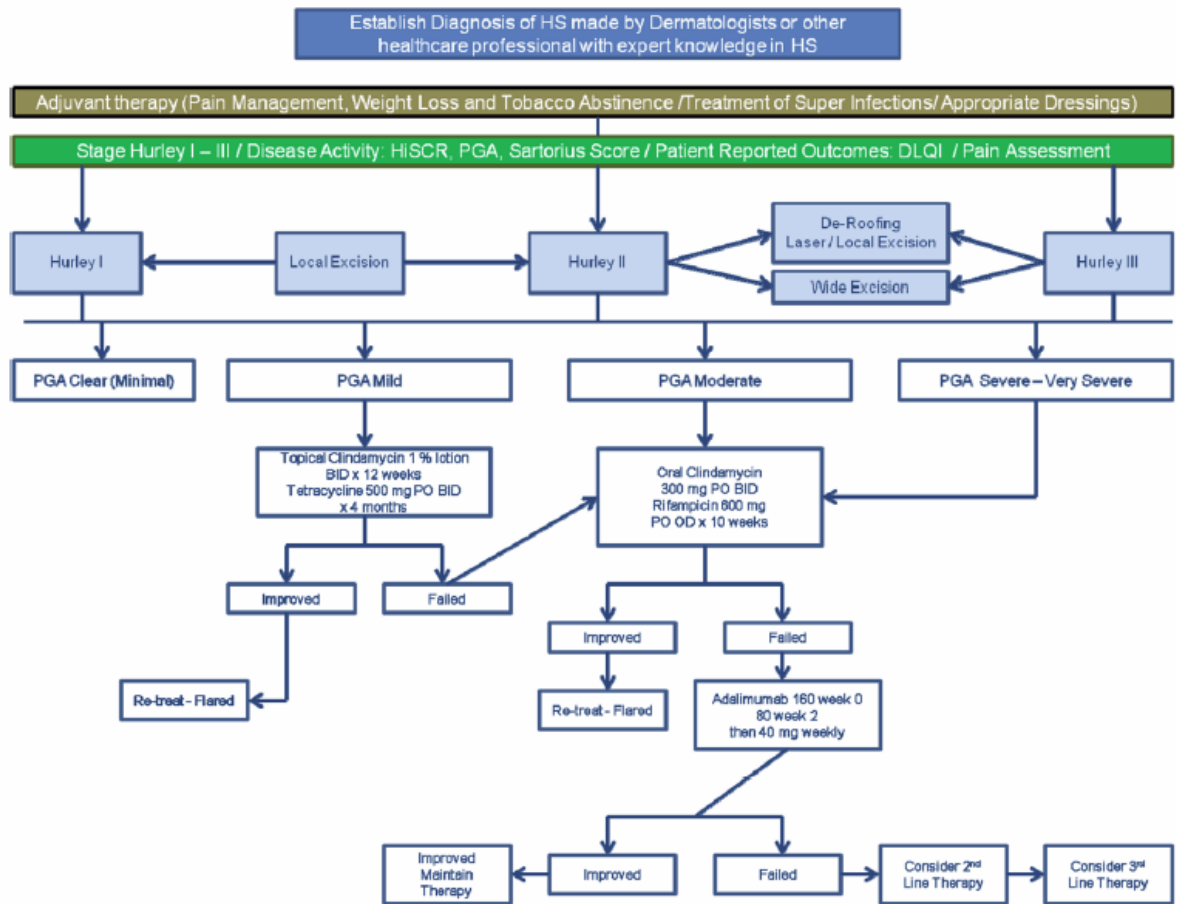 Establish Diagnosis of HS made by Dermatologists or other
healthcare professional with expert knowledge in HS
Adjuvant therapy (Pain Management, Weight Loss and Tobacco Abstinence /Treatment of Super Infections/ Appropriate Dressings)
Stage Hurley I – III / Disease Activity: HiSCR, PGA, Sartorius Score / Patient Reported Outcomes: DLQI / Pain Assessment
De-Roofing
Laser / Local Excision
Hurley I
Local Excision
Hurley II
Hurley III
Wide Excision
PGA Clear (Minimal)
PGA Mild
PGA Moderate
PGA Severe – Very Severe
Topical Clindamycin 1 % lotion
BID x 12 weeks
Tetracycline 500 mg PO BID
x 4 months
Oral Clindamycin
300 mg PO BID
Rifampicin 600 mg
PO OD x 10 weeks
Improved
Failed
Improved
Failed
Re-treat - Flared
Re-treat - Flared
Adalimumab 160 week 0
80 week 2
then 40 mg weekly
Improved
Maintain
Therapy
Improved
Failed
Consider 2nd
Line Therapy
Consider 3rd
Line Therapy